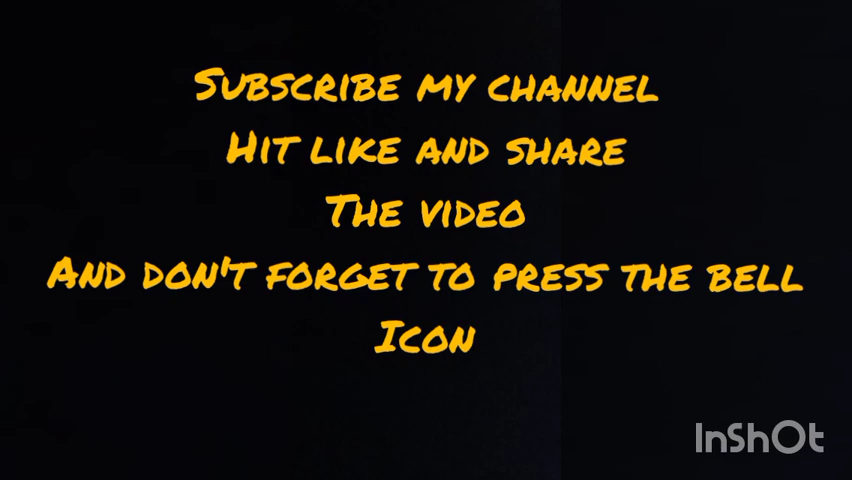 Subscribe my channel
Hit like and share
The video
And don't forget to press the bell
Icon
InShOt